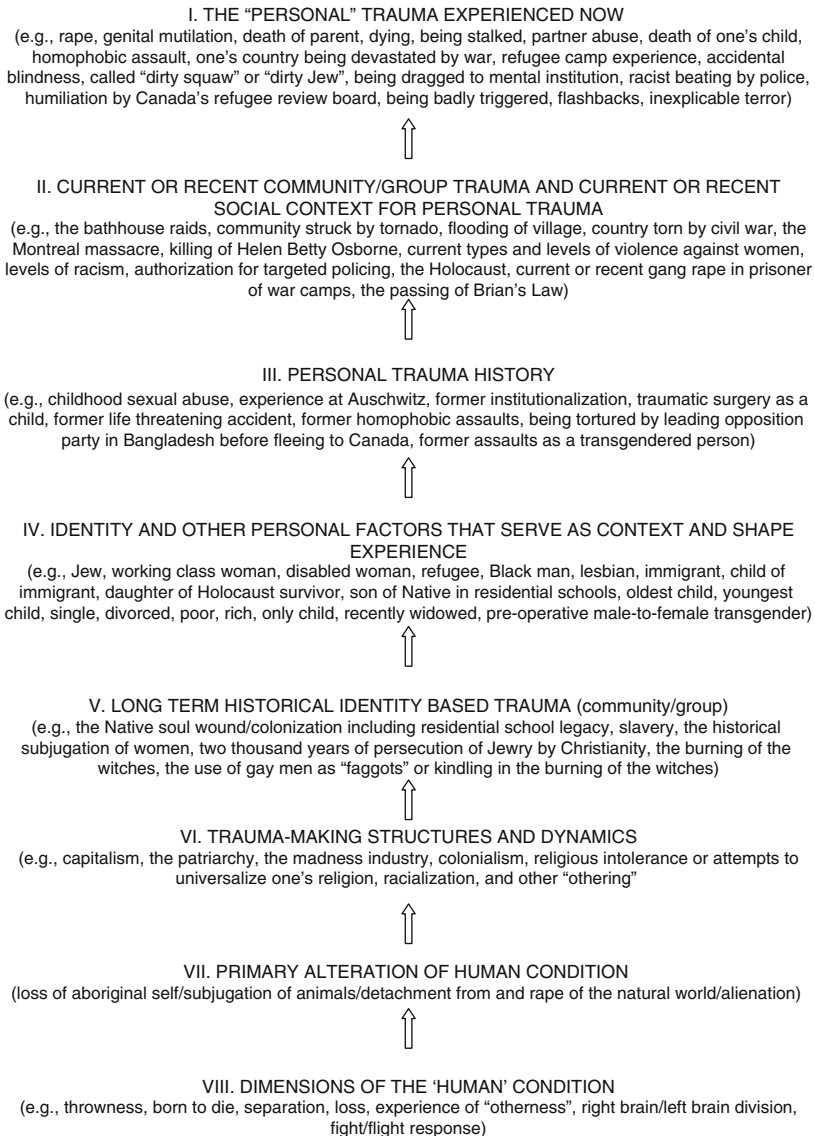 I. THE “PERSONAL” TRAUMA EXPERIENCED NOW
(e.g., rape, genital mutilation, death of parent, dying, being stalked, partner abuse, death of one’s child,
homophobic assault, one’s country being devastated by war, refugee camp experience, accidental
blindness, called “dirty squaw” or “dirty Jew”, being dragged to mental institution, racist beating by police,
humiliation by Canada’s refugee review board, being badly triggered, flashbacks, inexplicable terror)
II. CURRENT OR RECENT COMMUNITY/GROUP TRAUMA AND CURRENT OR RECENT
SOCIAL CONTEXT FOR PERSONAL TRAUMA
(e.g., the bathhouse raids, community struck by tornado, flooding of village, country torn by civil war, the
Montreal massacre, killing of Helen Betty Osborne, current types and levels of violence against women,
levels of racism, authorization for targeted policing, the Holocaust, current or recent gang rape in prisoner
of war camps, the passing of Brian’s Law)
III. PERSONAL TRAUMA HISTORY
(e.g., childhood sexual abuse, experience at Auschwitz, former institutionalization, traumatic surgery as a
child, former life threatening accident, former homophobic assaults, being tortured by leading opposition
party in Bangladesh before fleeing to Canada, former assaults as a transgendered person)
IV. IDENTITY AND OTHER PERSONAL FACTORS THAT SERVE AS CONTEXT AND SHAPE
EXPERIENCE
(e.g., Jew, working class woman, disabled woman, refugee, Black man, lesbian, immigrant, child of
immigrant, daughter of Holocaust survivor, son of Native in residential schools, oldest child, youngest
child, single, divorced, poor, rich, only child, recently widowed, pre-operative male-to-female transgender)
V. LONG TERM HISTORICAL IDENTITY BASED TRAUMA (community/group)
(e.g., the Native soul wound/colonization including residential school legacy, slavery, the historical
subjugation of women, two thousand years of persecution of Jewry by Christianity, the burning of the
witches, the use of gay men as “faggots” or kindling in the burning of the witches)
VI. TRAUMA-MAKING STRUCTURES AND DYNAMICS
(e.g., capitalism, the patriarchy, the madness industry, colonialism, religious intolerance or attempts to
universalize one’s religion, racialization, and other “othering”
VII. PRIMARY ALTERATION OF HUMAN CONDITION
(loss of aboriginal self/subjugation of animals/detachment from and rape of the natural world/alienation)
VIII. DIMENSIONS OF THE ‘HUMAN’ CONDITION
(e.g., throwness, born to die, separation, loss, experience of “otherness”, right brain/left brain division,
fight/flight response)